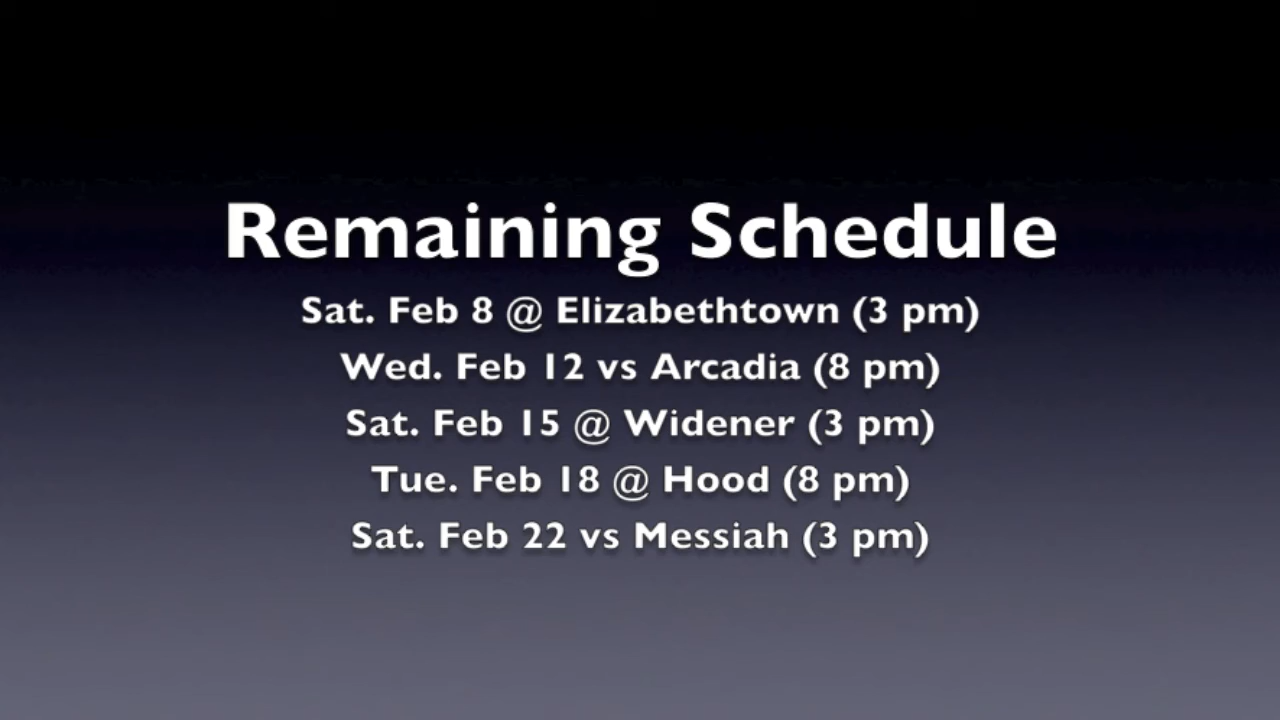 Remaining Schedule
Sat. Feb 8 @ Elizabethtown (3 pm)
Wed. Feb 12 vs Arcadia (8 pm)
Sat. Feb 15 @ Widener (3 pm)
Tue. Feb 18 @ Hood (8 pm)
Sat. Feb 22 vs Messiah (3 pm)